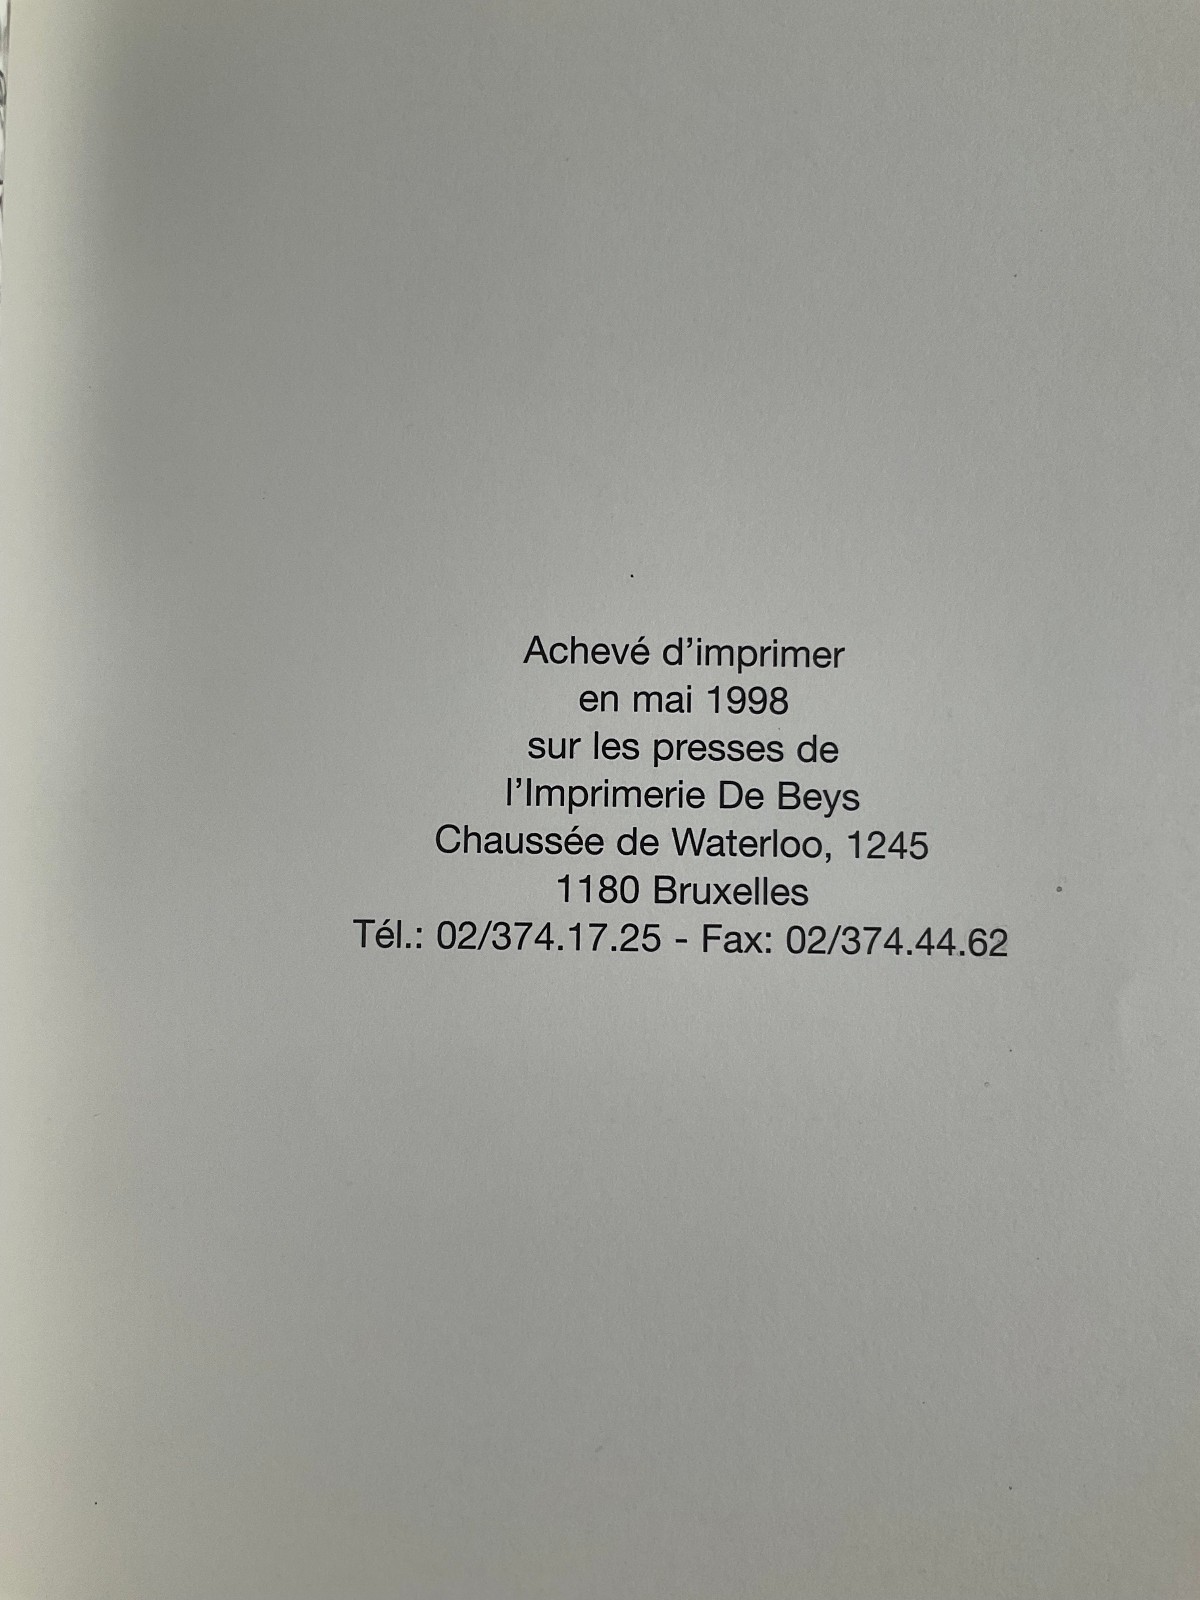 Achevé d'imprimer
en mai 1998
sur les presses de
l'Imprimerie De Beys
Chaussée de Waterloo, 1245
1180 Bruxelles
Tél.: 02/374.17.25 - Fax: 02/374.44.62